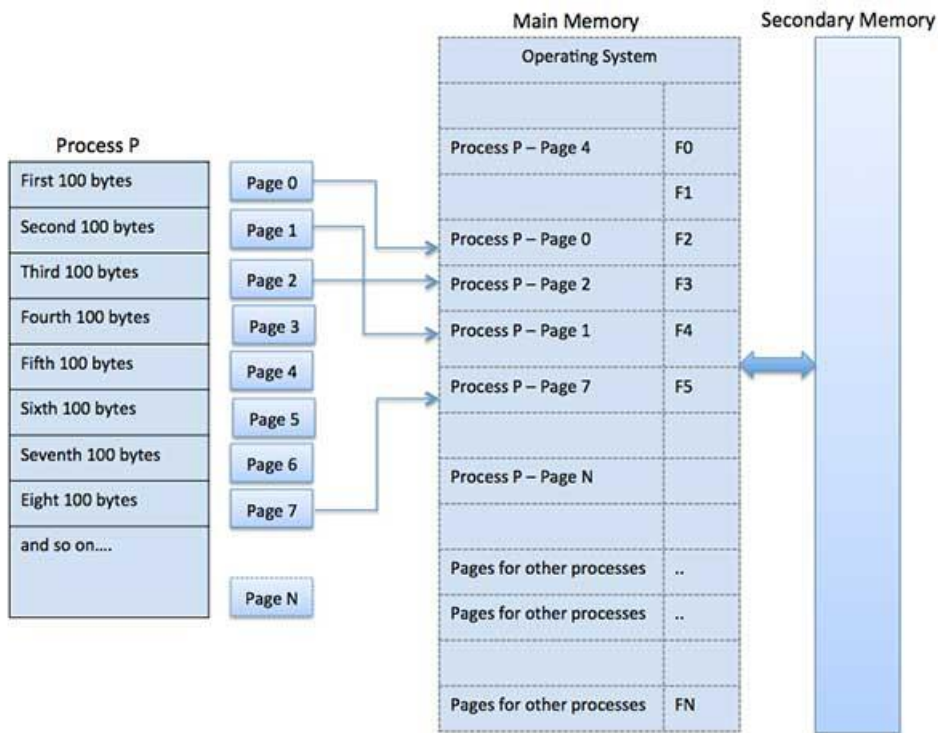 Main Memory
Secondary Memory
Operating System
Process P
First 100 bytes
Second 100 bytes
Third 100 bytes
Fourth 100 bytes
Fifth 100 bytes
Sixth 100 bytes
Seventh 100 bytes
Eight 100 bytes
and so on....
Page 0
Page 1
Page 2
Page 3
Page 4
Page 5
Page 6
Page 7
Page N
Process P – Page 4 F0
F1
Process P – Page 0 F2
Process P – Page 2 F3
Process P – Page 1 F4
Process P – Page 7 F5
Process P – Page N
Pages for other processes ..
Pages for other processes ..
Pages for other processes FN